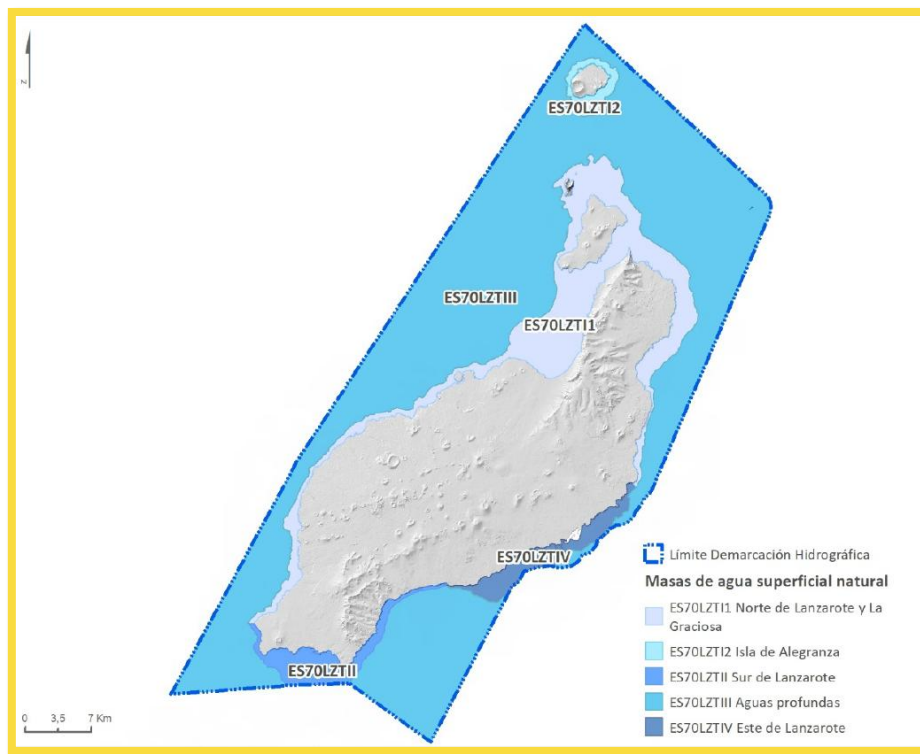 Z
ES70LZTI2
ES70LZTIII
ES70LZTI1
ES70LZTIV
ES70LZTII
Límite Demarcación Hidrográfica
Masas de agua superficial natural
ES70LZTI1 Norte de Lanzarote y La
Graciosa
ES70LZTI2 Isla de Alegranza
ES70LZTII Sur de Lanzarote
ES70LZTIII Aguas profundas
ES70LZTIV Este de Lanzarote
0 3,5 7 Km